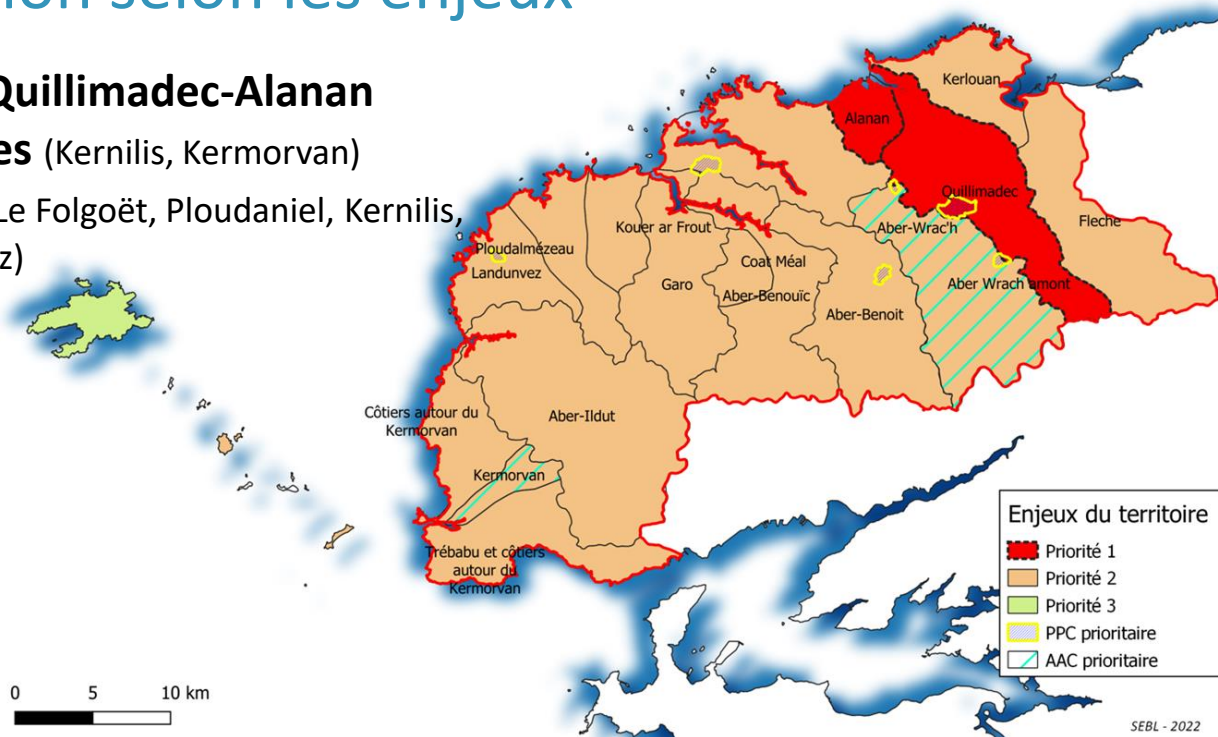 ion selon les enjeux
Quillimadec-Alanan
es (Kernilis, Kermorvan)
Le Folgoët, Ploudaniel, Kernilis,
z)
Kerlouan
Alanan
Quillimadec
Fleche
Aber-Wrac'h
Kouer ar Frout
Ploudalmézeau
Landunvez
Coat Méal
Garo
Aber-Benouïc
Aber Wrach amont
Aber-Benoit
Côtiers autour du
Kermorvan
Aber-Ildut
Kermorvan
Trébabu et côtiers
autour du
Kermorvan
Enjeux du territoire
Priorité 1
Priorité 2
Priorité 3
PPC prioritaire
AAC prioritaire
0 5 10 km
SEBL - 2022